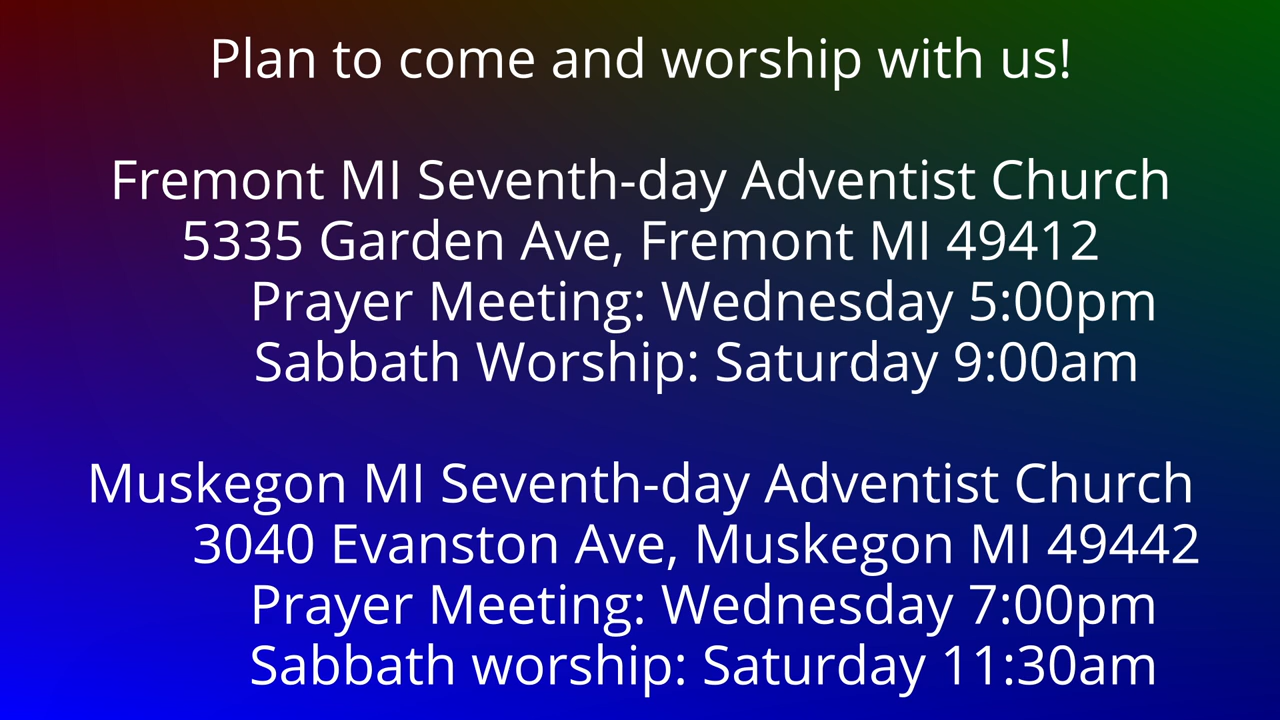 Plan to come and worship with us!
Fremont MI Seventh-day Adventist Church
5335 Garden Ave, Fremont MI 49412
Prayer Meeting: Wednesday 5:00pm
Sabbath Worship: Saturday 9:00am
Muskegon MI Seventh-day Adventist Church
3040 Evanston Ave, Muskegon MI 49442
Prayer Meeting: Wednesday 7:00pm
Sabbath worship: Saturday 11:30am